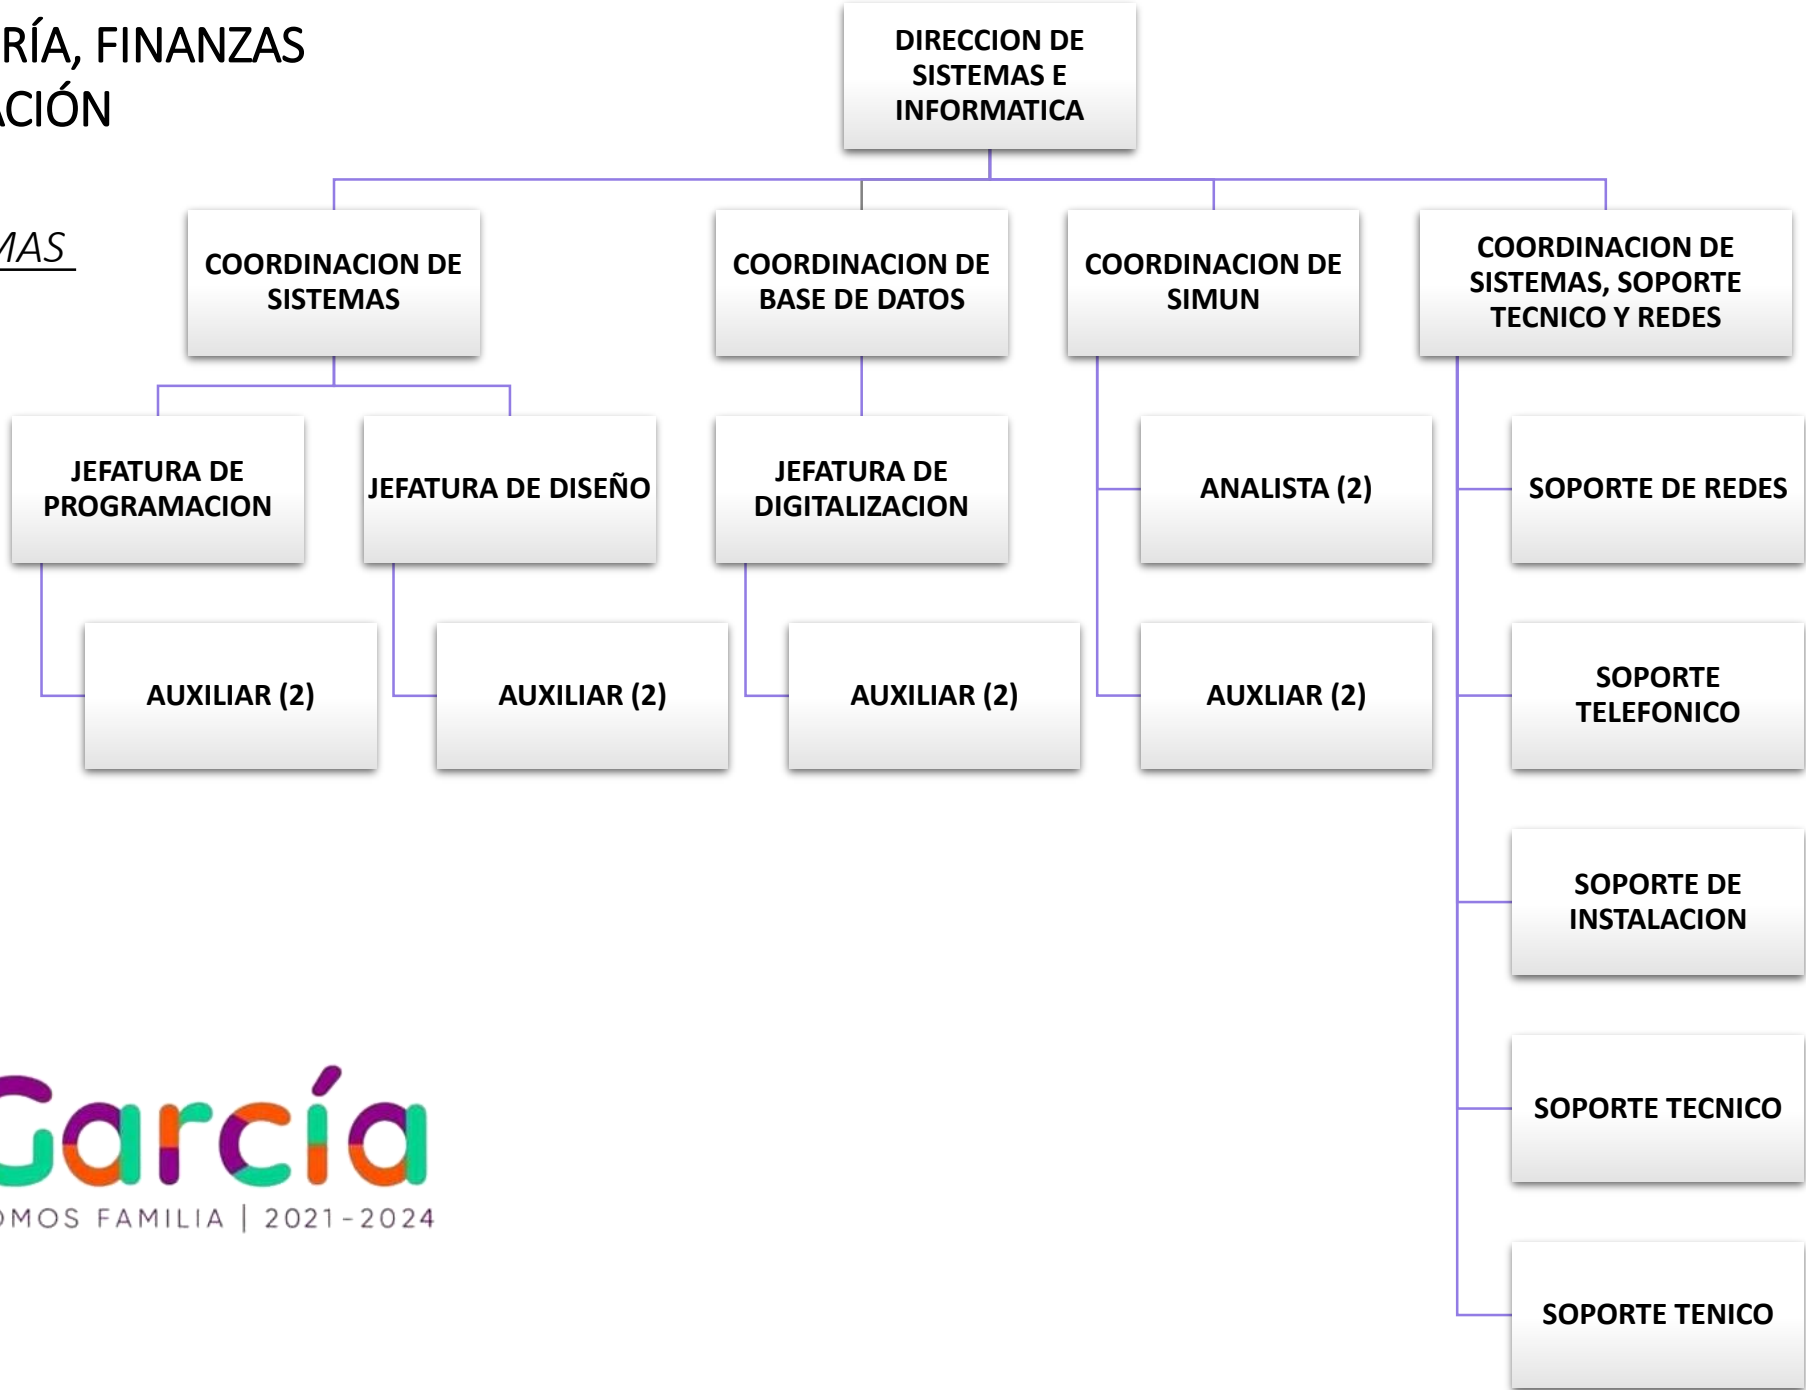 RÍA, FINANZAS
ACIÓN
MAS
DIRECCION DE
SISTEMAS E
INFORMATICA
COORDINACION DE
SISTEMAS
COORDINACION DE
BASE DE DATOS
COORDINACION DE
SIMUN
COORDINACION DE
SISTEMAS, SOPORTE
TECNICO Y REDES
JEFATURA DE
PROGRAMACION
JEFATURA DE DISEÑO
JEFATURA DE
DIGITALIZACION
ANALISTA (2)
SOPORTE DE REDES
AUXILIAR (2)
AUXILIAR (2)
AUXILIAR (2)
AUXLIAR (2)
SOPORTE
TELEFONICO
SOPORTE DE
INSTALACION
SOPORTE TECNICO
SOPORTE TENICO
García
OMOS FAMILIA | 2021-2024